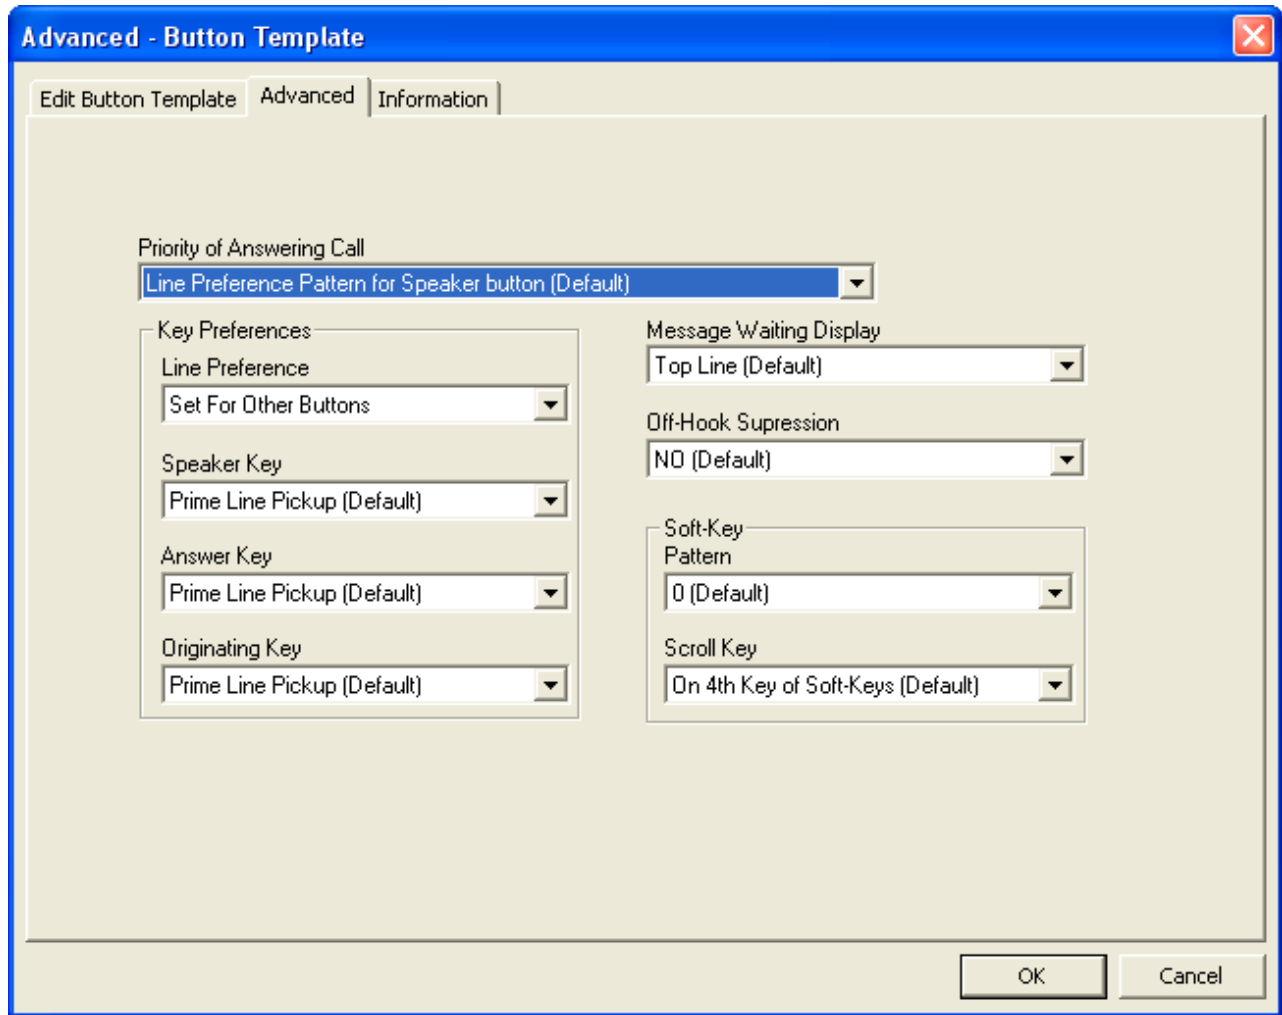 Advanced - Button Template
Edit Button Template Advanced Information
Priority of Answering Call
Line Preference Pattern for Speaker button (Default)
Key Preferences
Line Preference
Set For Other Buttons
Speaker Key
Prime Line Pickup (Default)
Answer Key
Prime Line Pickup (Default)
Originating Key
Prime Line Pickup (Default)
Message Waiting Display
Top Line (Default)
Off-Hook Supression
NO (Default)
Soft-Key
Pattern
0 (Default)
Scroll Key
On 4th Key of Soft-Keys (Default)
OK Cancel